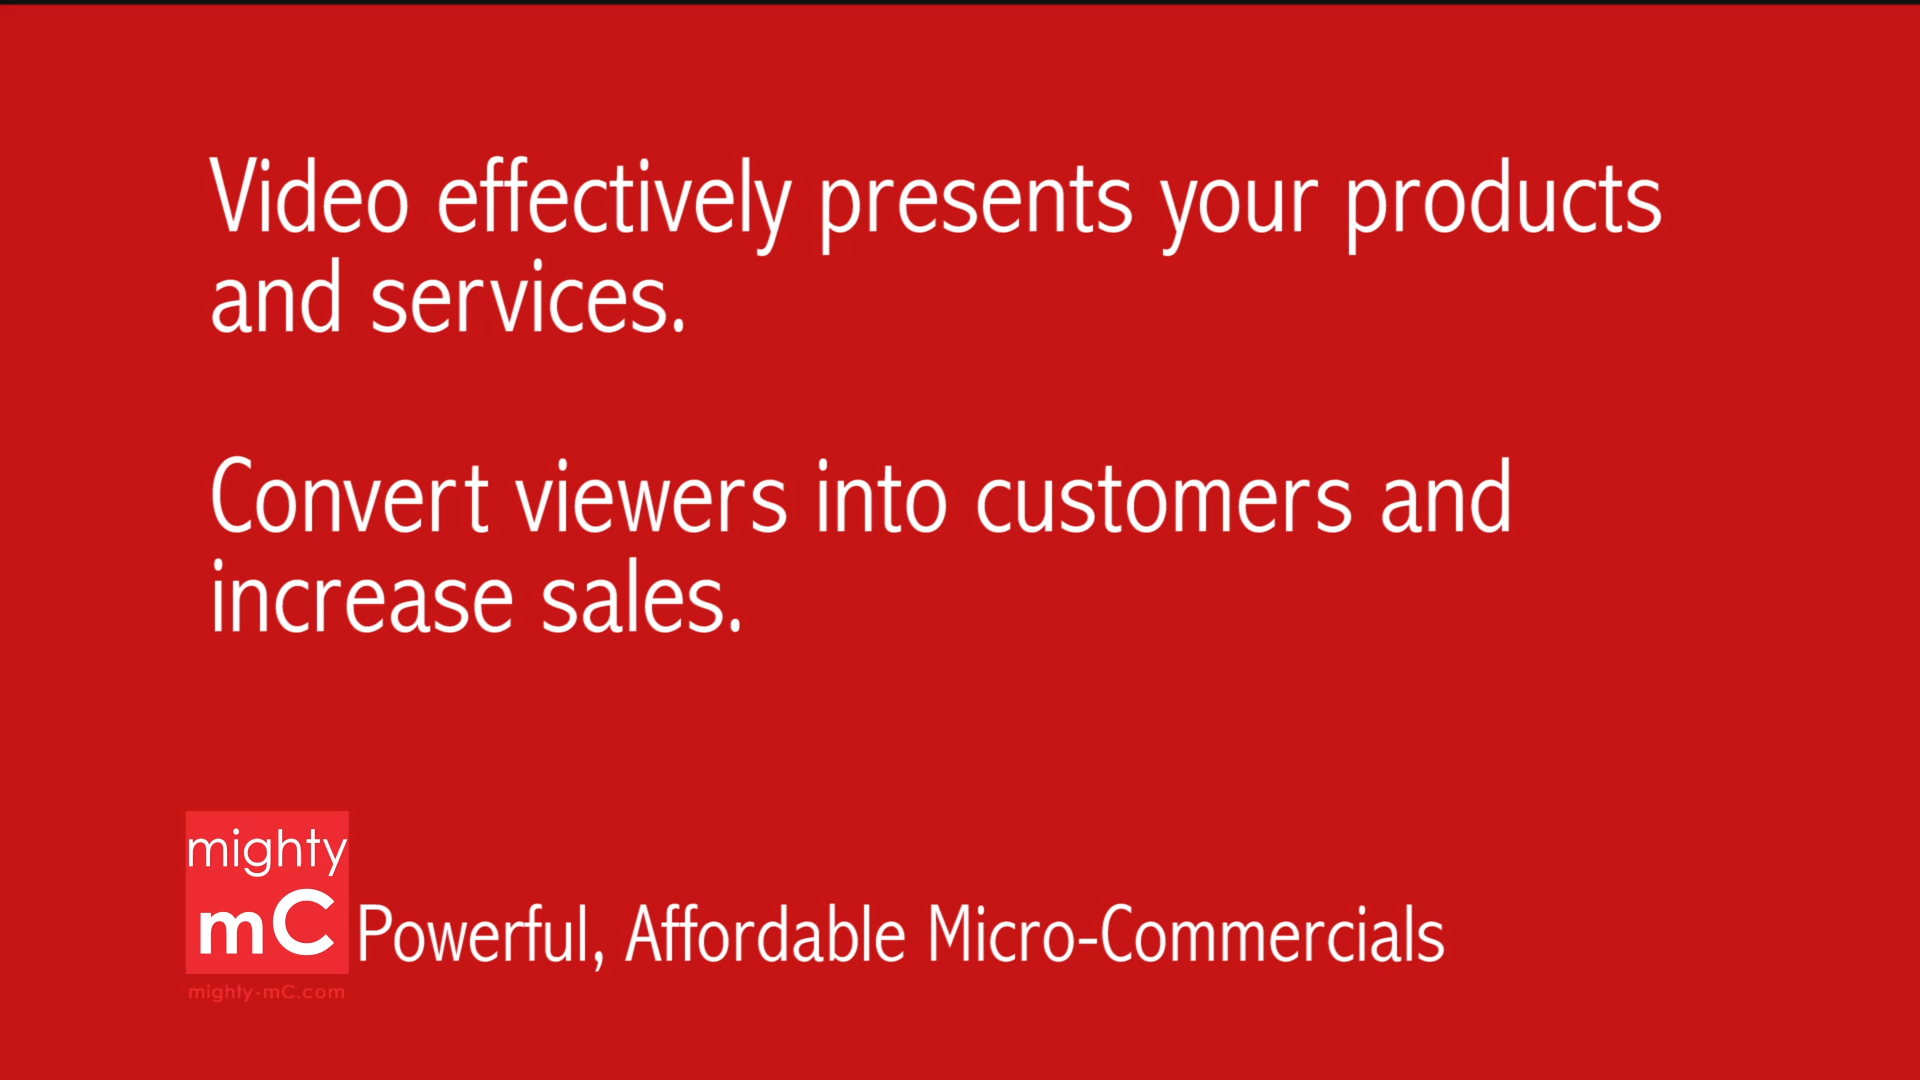 Video effectively presents your products
and services.
Convert viewers into customers and
increase sales.
mighty
mC
Powerful, Affordable Micro-Commercials
mighty-mC.com